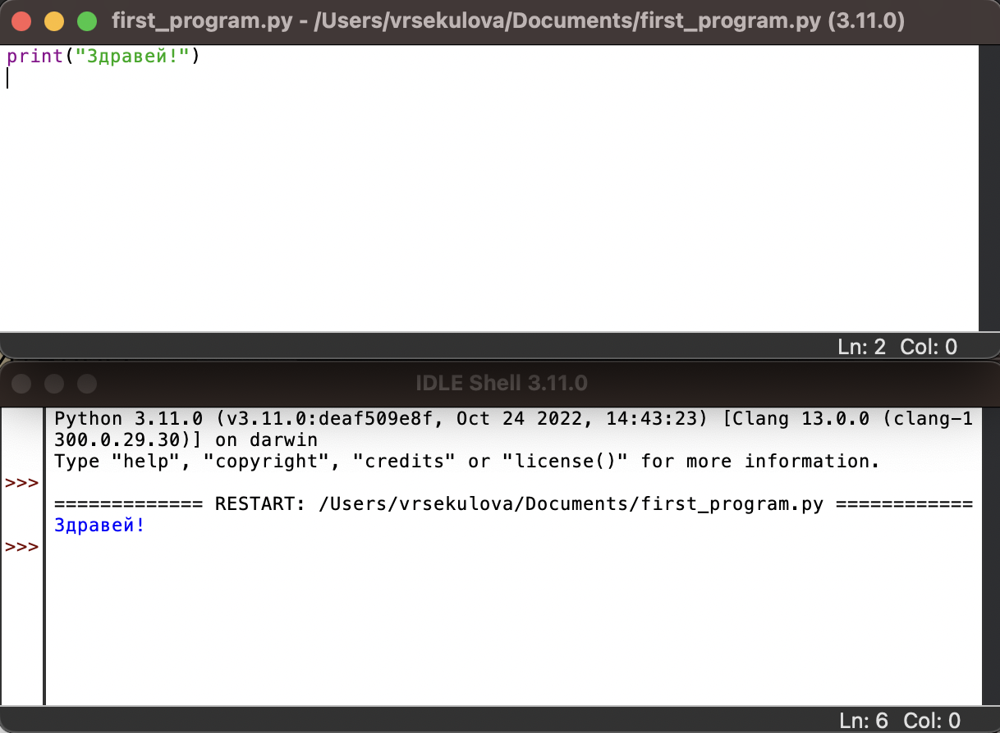 first_program.py - /Users/vrsekulova/Documents/first_program.py (3.11.0)
print("Здравей!")
Ln: 2 Col: 0
IDLE Shell 3.11.0
Python 3.11.0 (v3.11.0:deaf509e8f, Oct 24 2022, 14:43:23) [Clang 13.0.0 (clang-1
300.0.29.30)] on darwin
Type "help", "copyright", "credits" or "license()" for more information.
>>>
============= RESTART: /Users/vrsekulova/Documents/first_program.py ============
Здравей!
>>>
Ln: 6 Col: 0